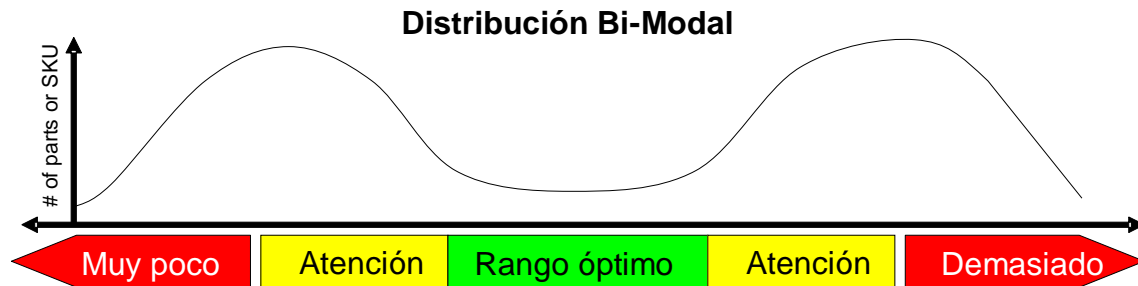 Distribución Bi-Modal
# of parts or SKU
Muy poco
Atención
Rango óptimo
Atención
Demasiado